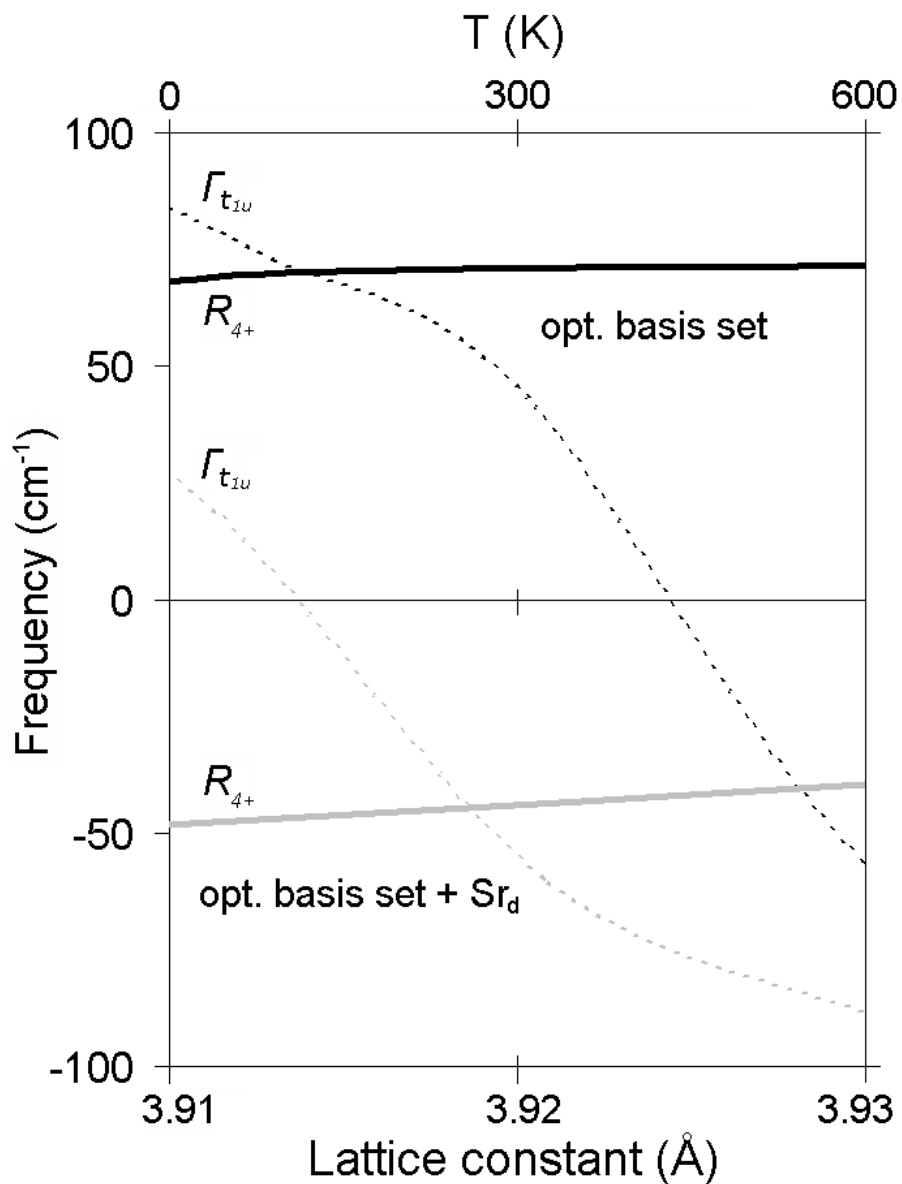 T (K)
0 300 600
100
Γt1u
R4+
opt. basis set
50
Γt1u
Frequency (cm-1)
0
R4+
-50
opt. basis set + Srd
-100
3.91 3.92 3.93
Lattice constant (Å)